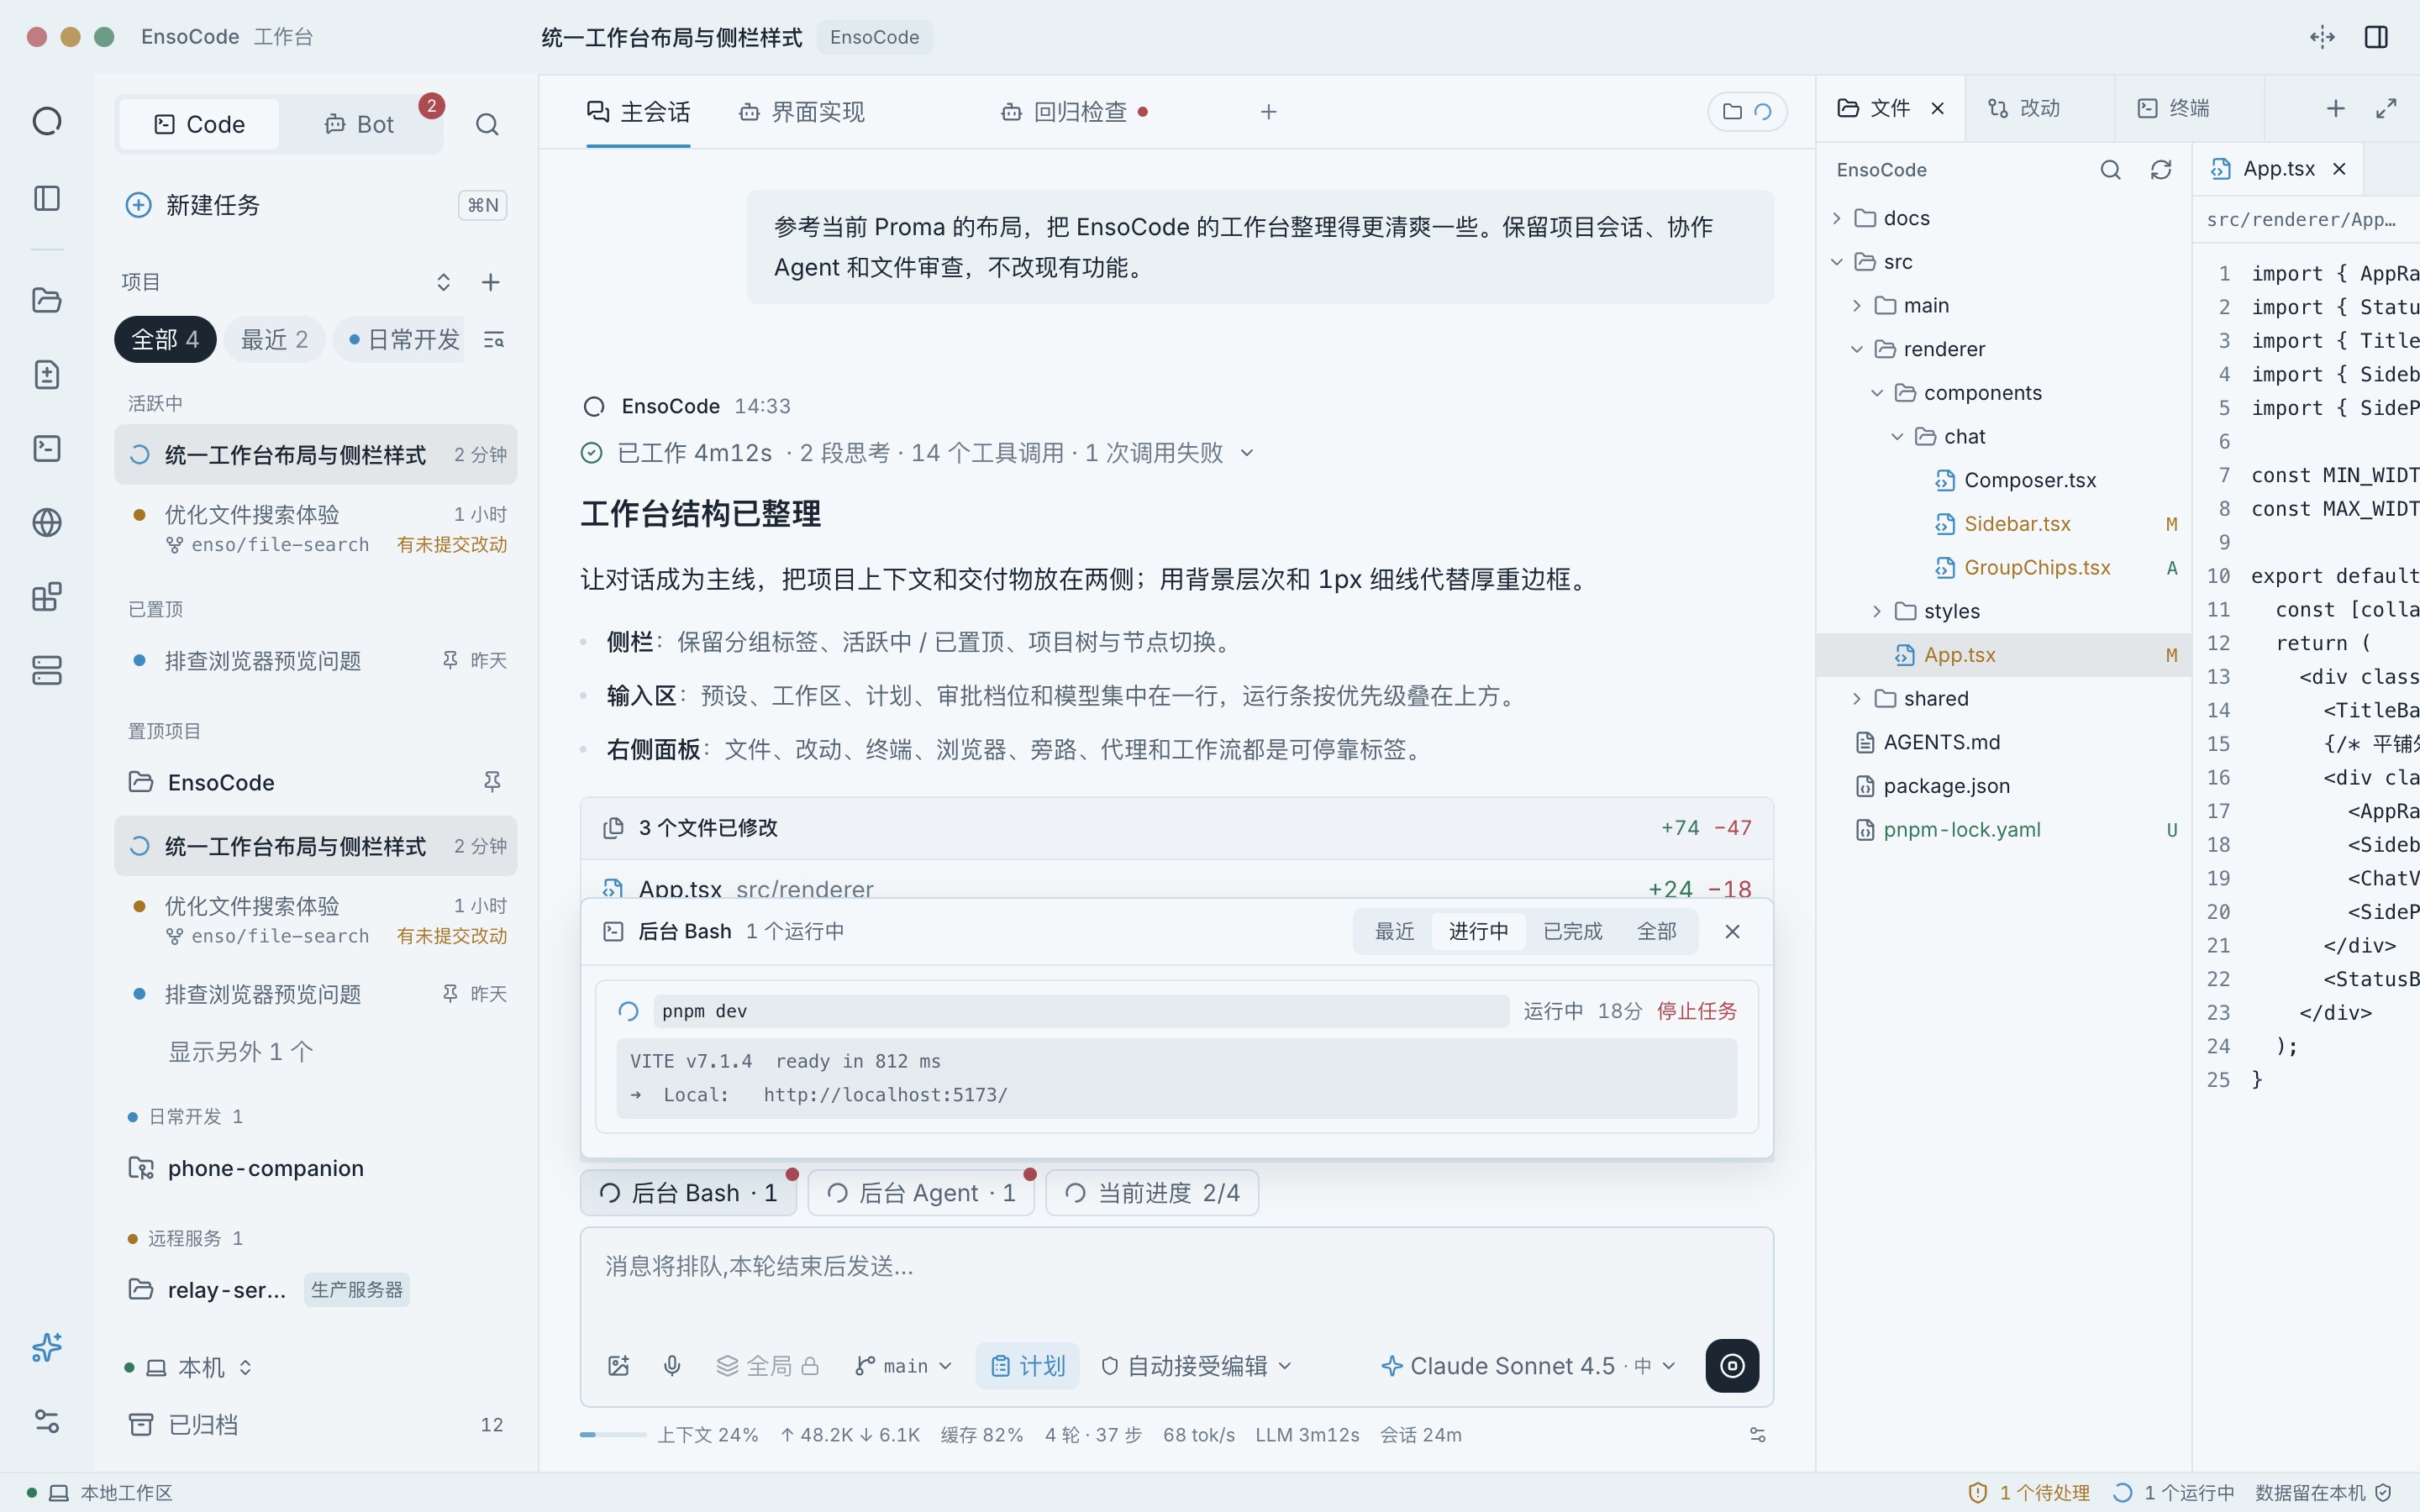 EnsoCode 工作台
统一工作台布局与侧栏样式 EnsoCode
Code Bot 2
新建任务 ⌘N
项目
全部 4 最近 2 日常开发
活跃中
统一工作台布局与侧栏样式 2 分钟
优化文件搜索体验 1 小时
enso/file-search 有未提交改动
已置顶
排查浏览器预览问题 昨天
置顶项目
EnsoCode
统一工作台布局与侧栏样式 2 分钟
优化文件搜索体验 1 小时
enso/file-search 有未提交改动
排查浏览器预览问题 昨天
显示另外 1 个
日常开发 1
phone-companion
远程服务 1
relay-ser... 生产服务器
本机
已归档 12
主会话 界面实现 回归检查
参考当前 Proma 的布局，把 EnsoCode 的工作台整理得更清爽一些。保留项目会话、协作
Agent 和文件审查，不改现有功能。
EnsoCode 14:33
已工作 4m12s · 2 段思考 · 14 个工具调用 · 1 次调用失败
工作台结构已整理
让对话成为主线，把项目上下文和交付物放在两侧；用背景层次和 1px 细线代替厚重边框。
• 侧栏：保留分组标签、活跃中 / 已置顶、项目树与节点切换。
• 输入区：预设、工作区、计划、审批档位和模型集中在一行，运行条按优先级叠在上方。
• 右侧面板：文件、改动、终端、浏览器、旁路、代理和工作流都是可停靠标签。
3 个文件已修改 +74 −47
App.tsx src/renderer +24 −18
后台 Bash 1 个运行中 最近 进行中 已完成 全部
pnpm dev 运行中 18分 停止任务
VITE v7.1.4 ready in 812 ms
➜ Local: http://localhost:5173/
后台 Bash · 1 后台 Agent · 1 当前进度 2/4
消息将排队,本轮结束后发送...
全局 main 计划 自动接受编辑 Claude Sonnet 4.5 · 中
上下文 24% ↑ 48.2K ↓ 6.1K 缓存 82% 4 轮 · 37 步 68 tok/s LLM 3m12s 会话 24m
文件 改动 终端
EnsoCode
docs
src
main
renderer
components
chat
Composer.tsx
Sidebar.tsx M
GroupChips.tsx A
styles
App.tsx M
shared
AGENTS.md
package.json
pnpm-lock.yaml U
App.tsx
src/renderer/App…
1 import { AppRa
2 import { Statu
3 import { Title
4 import { Sideb
5 import { SideP
6
7 const MIN_WIDT
8 const MAX_WIDT
9
10 export default
11 const [colla
12 return (
13 <div class
14 <TitleBa
15 {/* 平铺
16 <div cla
17 <AppRa
18 <Sideb
19 <ChatV
20 <SideP
21 </div>
22 <StatusB
23 </div>
24 );
25 }
本地工作区
1 个待处理 1 个运行中 数据留在本机